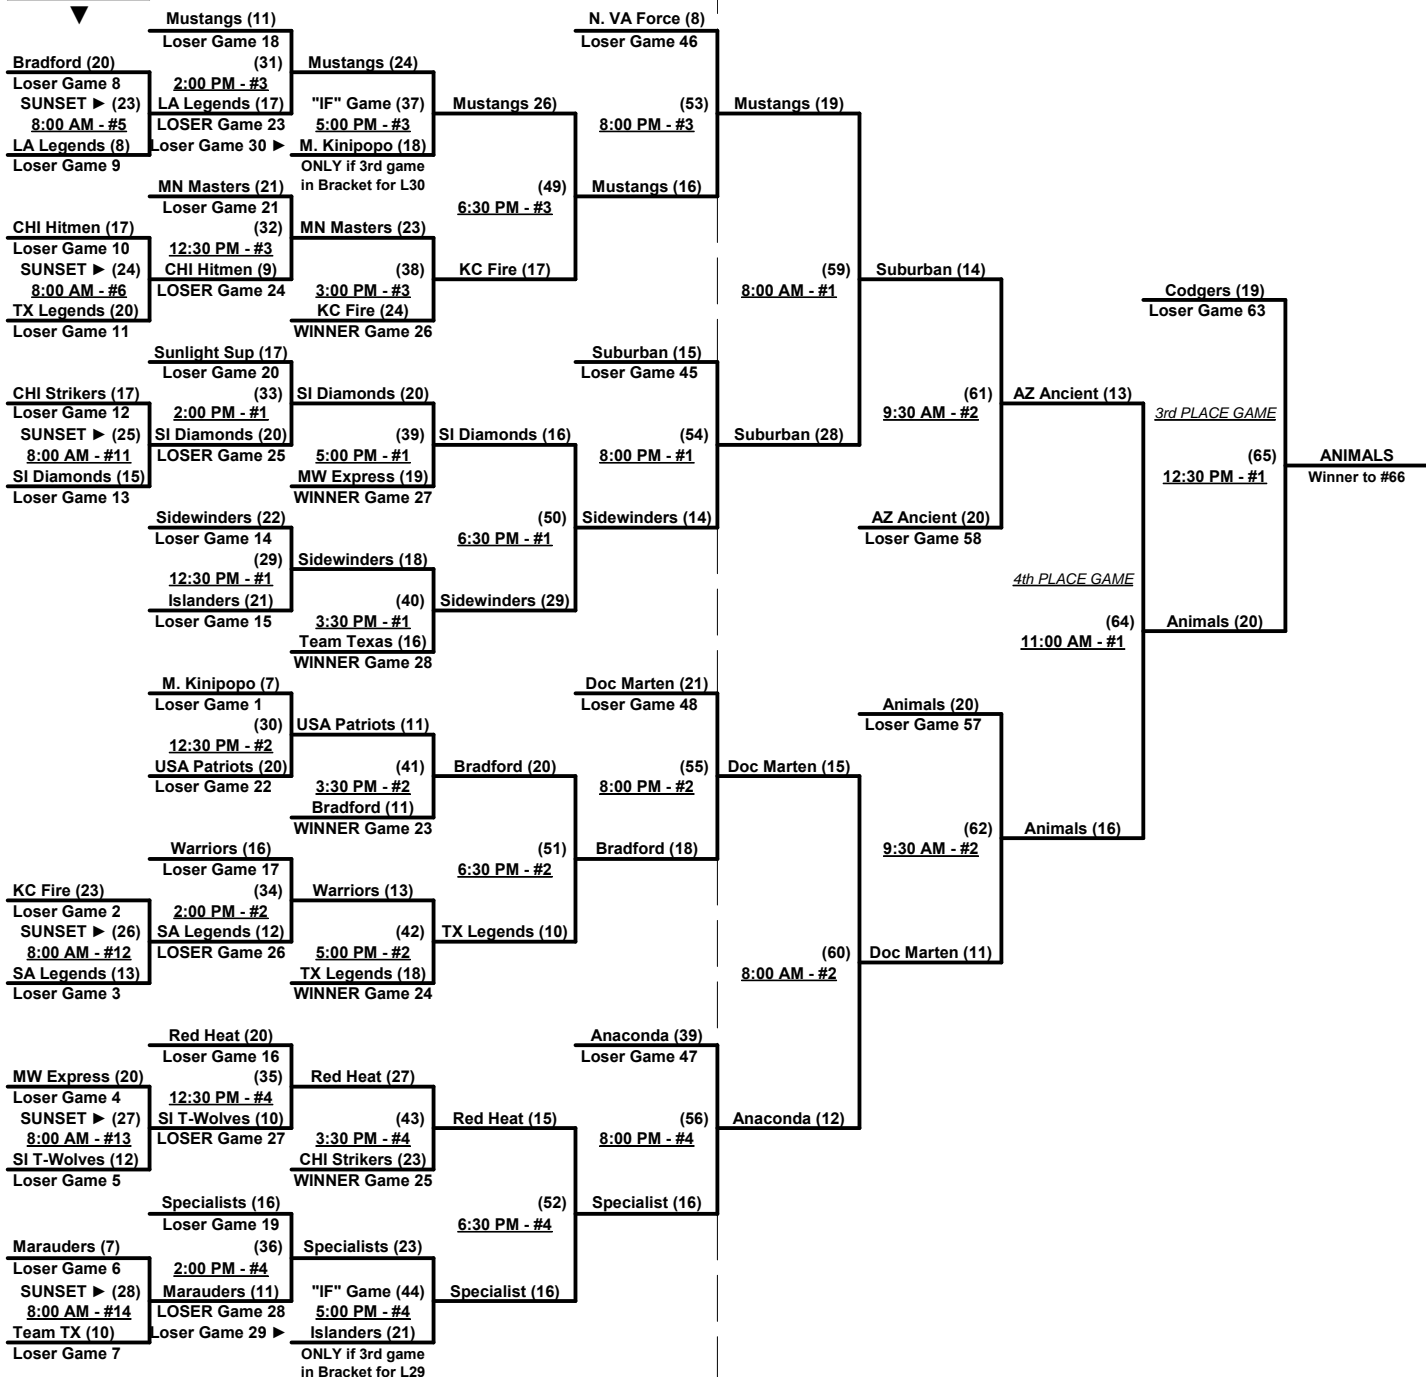 ▼
Mustangs (11)
N. VA Force (8)
Loser Game 18
Loser Game 46
Bradford (20)
(31)
Mustangs (24)
Loser Game 8
2:00 PM - #3
SUNSET ► (23)
LA Legends (17)
"IF" Game (37)
Mustangs 26)
(53)
Mustangs (19)
8:00 AM - #5
LOSER Game 23
5:00 PM - #3
8:00 PM - #3
LA Legends (8)
Loser Game 30 ►
M. Kinipopo (18)
Loser Game 9
ONLY if 3rd game
in Bracket for L30
MN Masters (21)
(49)
Mustangs (16)
Loser Game 21
6:30 PM - #3
CHI Hitmen (17)
(32)
MN Masters (23)
Loser Game 10
12:30 PM - #3
SUNSET ► (24)
CHI Hitmen (9)
(38)
KC Fire (17)
(59)
Suburban (14)
8:00 AM - #6
LOSER Game 24
3:00 PM - #3
8:00 AM - #1
Codgers (19)
TX Legends (20)
KC Fire (24)
Loser Game 63
Loser Game 11
WINNER Game 26
Sunlight Sup (17)
Suburban (15)
Loser Game 20
Loser Game 45
CHI Strikers (17)
(33)
SI Diamonds (20)
(61)
AZ Ancient (13)
Loser Game 12
2:00 PM - #1
9:30 AM - #2
3rd PLACE GAME
SUNSET ► (25)
SI Diamonds (20)
(39)
SI Diamonds (16)
(54)
Suburban (28)
8:00 AM - #11
LOSER Game 25
5:00 PM - #1
8:00 PM - #1
(65)
ANIMALS
SI Diamonds (15)
MW Express (19)
12:30 PM - #1
Winner to #66
Loser Game 13
WINNER Game 27
Sidewinders (22)
(50)
Sidewinders (14)
AZ Ancient (20)
Loser Game 14
6:30 PM - #1
Loser Game 58
(29)
Sidewinders (18)
12:30 PM - #1
4th PLACE GAME
Islanders (21)
(40)
Sidewinders (29)
Loser Game 15
3:30 PM - #1
(64)
Animals (20)
Team Texas (16)
11:00 AM - #1
WINNER Game 28
M. Kinipopo (7)
Doc Marten (21)
Loser Game 1
Loser Game 48
Animals (20)
(30)
USA Patriots (11)
Loser Game 57
12:30 PM - #2
USA Patriots (20)
(41)
Bradford (20)
(55)
Doc Marten (15)
Loser Game 22
3:30 PM - #2
8:00 PM - #2
Bradford (11)
WINNER Game 23
(62)
Animals (16)
Warriors (16)
(51)
Bradford (18)
9:30 AM - #2
Loser Game 17
6:30 PM - #2
KC Fire (23)
(34)
Warriors (13)
Loser Game 2
2:00 PM - #2
SUNSET ► (26)
SA Legends (12)
(42)
TX Legends (10)
8:00 AM - #12
LOSER Game 26
5:00 PM - #2
(60)
Doc Marten (11)
SA Legends (13)
TX Legends (18)
8:00 AM - #2
Loser Game 3
WINNER Game 24
Red Heat (20)
Anaconda (39)
Loser Game 16
Loser Game 47
MW Express (20)
(35)
Red Heat (27)
Loser Game 4
12:30 PM - #4
SUNSET ► (27)
SI T-Wolves (10)
(43)
Red Heat (15)
(56)
Anaconda (12)
8:00 AM - #13
LOSER Game 27
3:30 PM - #4
8:00 PM - #4
SI T-Wolves (12)
CHI Strikers (23)
Loser Game 5
WINNER Game 25
Specialists (16)
(52)
Specialist (16)
Loser Game 19
6:30 PM - #4
Marauders (7)
(36)
Specialists (23)
Loser Game 6
2:00 PM - #4
SUNSET ► (28)
Marauders (11)
"IF" Game (44)
Specialist (16)
8:00 AM - #14
LOSER Game 28
5:00 PM - #4
Team TX (10)
Loser Game 29 ►
Islanders (21)
Loser Game 7
ONLY if 3rd game
in Bracket for L29